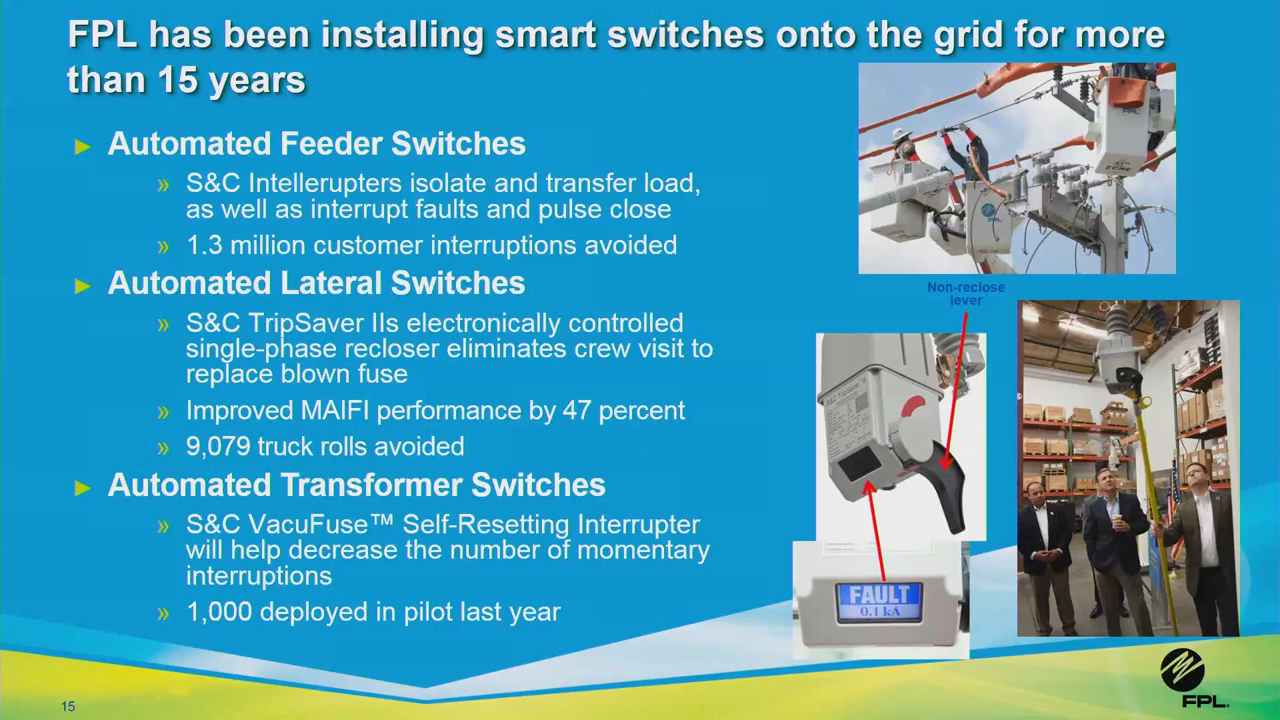 FPL has been installing smart switches onto the grid for more
than 15 years
Automated Feeder Switches
» S&C Intellerupters isolate and transfer load,
as well as interrupt faults and pulse close
» 1.3 million customer interruptions avoided
Automated Lateral Switches
» S&C TripSaver IIs electronically controlled
single-phase recloser eliminates crew visit to
replace blown fuse
» Improved MAIFI performance by 47 percent
» 9,079 truck rolls avoided
Automated Transformer Switches
» S&C VacuFuse™ Self-Resetting Interrupter
will help decrease the number of momentary
interruptions
» 1,000 deployed in pilot last year
Non-reclose
lever
S&C TripSaver II
FAULT
0.1 kA
FPL
15
FPL.